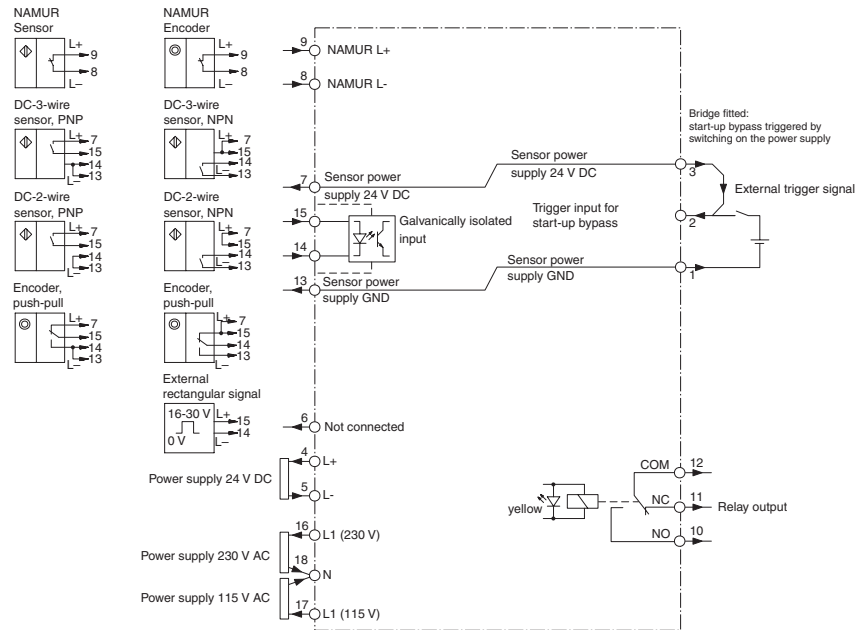 NAMUR
Sensor
L+
9
8
L–
NAMUR
Encoder
L+
9
8
L–
DC-3-wire
sensor, PNP
L+
7
15
14
13
L–
DC-3-wire
sensor, NPN
L+
7
15
14
13
L–
DC-2-wire
sensor, PNP
L+
7
15
14
13
L–
DC-2-wire
sensor, NPN
L+
7
15
14
13
L–
Encoder,
push-pull
L+
7
15
14
13
L–
Encoder,
push-pull
L+
7
15
14
13
L–
External
rectangular signal
16-30 V
0 V
L+
15
14
L–
9
NAMUR L+
8
NAMUR L-
7
Sensor power
supply 24 V DC
Sensor power
supply 24 V DC
3
15
14
Galvanically isolated
input
Trigger input for
start-up bypass
2
13
Sensor power
supply GND
Sensor power
supply GND
1
Bridge fitted:
start-up bypass triggered by
switching on the power supply
External trigger signal
6
Not connected
Power supply 24 V DC
4
L+
5
L-
Power supply 230 V AC
16
L1 (230 V)
18
N
Power supply 115 V AC
17
L1 (115 V)
yellow
COM
12
NC
11
Relay output
NO
10